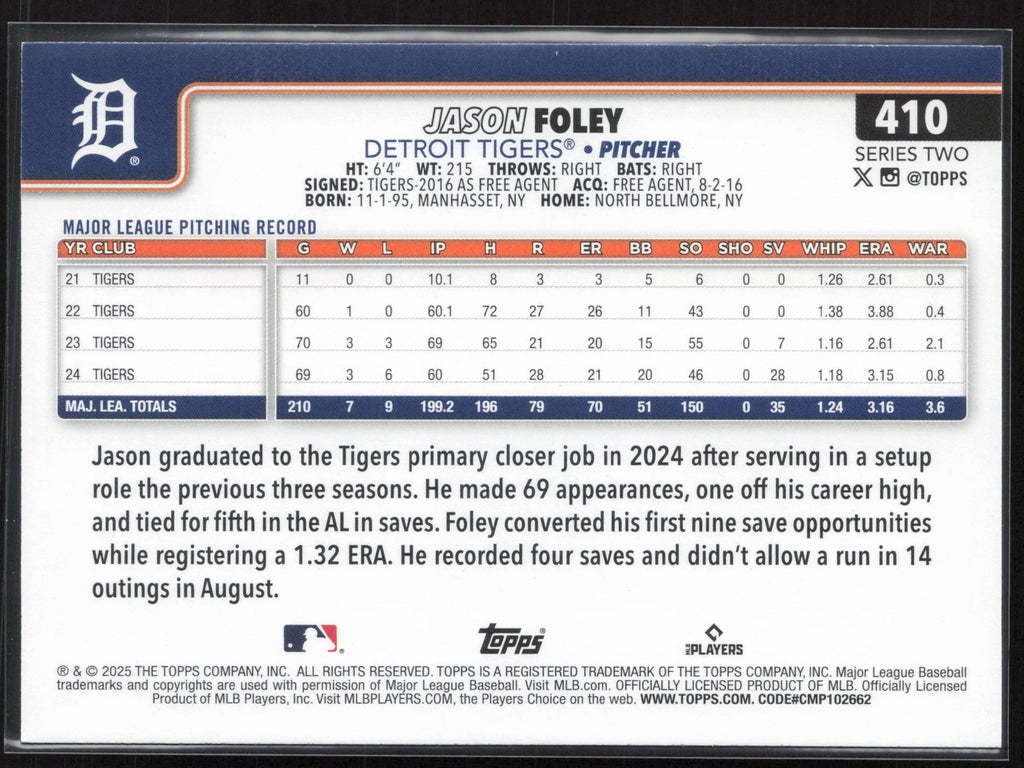 D®
JASON FOLEY
410
DETROIT TIGERS® • PITCHER
SERIES TWO
HT: 6'4" WT: 215 THROWS: RIGHT BATS: RIGHT
X @TOPPS
SIGNED: TIGERS-2016 AS FREE AGENT ACQ: FREE AGENT, 8-2-16
BORN: 11-1-95, MANHASSET, NY HOME: NORTH BELLMORE, NY
MAJOR LEAGUE PITCHING RECORD
YR CLUB G W L IP H R ER BB SO SHO SV WHIP ERA WAR
21 TIGERS 11 0 0 10.1 8 3 3 5 6 0 0 1.26 2.61 0.3
22 TIGERS 60 1 0 60.1 72 27 26 11 43 0 0 1.38 3.88 0.4
23 TIGERS 70 3 3 69 65 21 20 15 55 0 7 1.16 2.61 2.1
24 TIGERS 69 3 6 60 51 28 21 20 46 0 28 1.18 3.15 0.8
MAJ. LEA. TOTALS 210 7 9 199.2 196 79 70 51 150 0 35 1.24 3.16 3.6
Jason graduated to the Tigers primary closer job in 2024 after serving in a setup
role the previous three seasons. He made 69 appearances, one off his career high,
and tied for fifth in the AL in saves. Foley converted his first nine save opportunities
while registering a 1.32 ERA. He recorded four saves and didn't allow a run in 14
outings in August.
topps® MLB PLAYERS
® & © 2025 THE TOPPS COMPANY, INC. ALL RIGHTS RESERVED. TOPPS IS A REGISTERED TRADEMARK OF THE TOPPS COMPANY, INC. Major League Baseball
trademarks and copyrights are used with permission of Major League Baseball. Visit MLB.com. OFFICIALLY LICENSED PRODUCT OF MLB. Officially Licensed
Product of MLB Players, Inc. Visit MLBPLAYERS.COM, the Players Choice on the web. WWW.TOPPS.COM. CODE#CMP102662